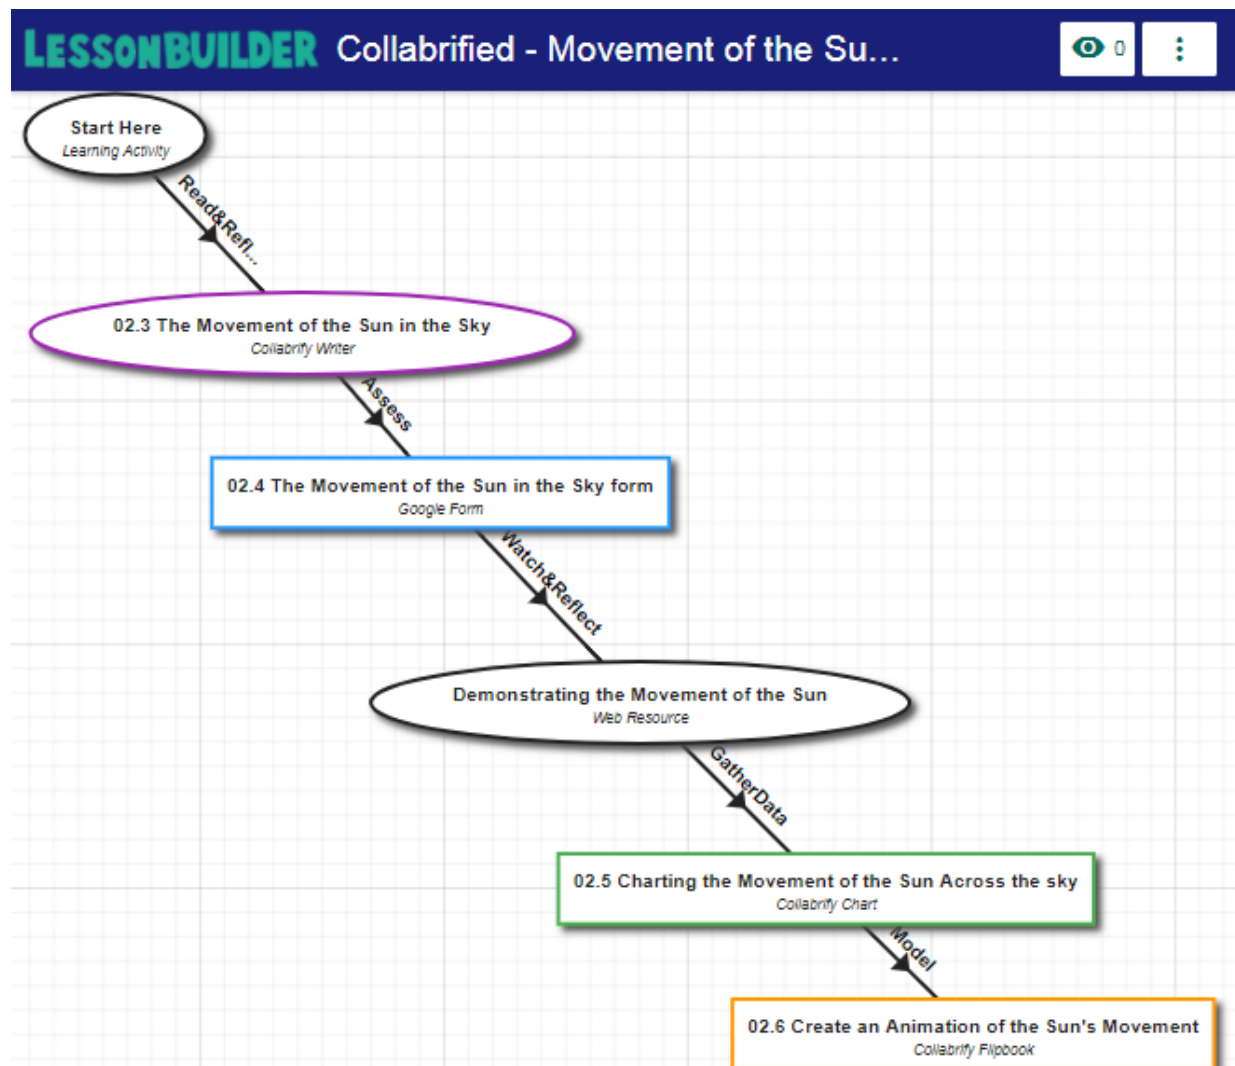 LESSONBUILDER Collabrified - Movement of the Su... 0
Start Here
Learning Activity
Read&Refl...
02.3 The Movement of the Sun in the Sky
Collabrify Writer
Assess
02.4 The Movement of the Sun in the Sky form
Google Form
Watch&Reflect
Demonstrating the Movement of the Sun
Web Resource
GatherData
02.5 Charting the Movement of the Sun Across the sky
Collabrify Chart
Model
02.6 Create an Animation of the Sun's Movement
Collabrify Flipbook